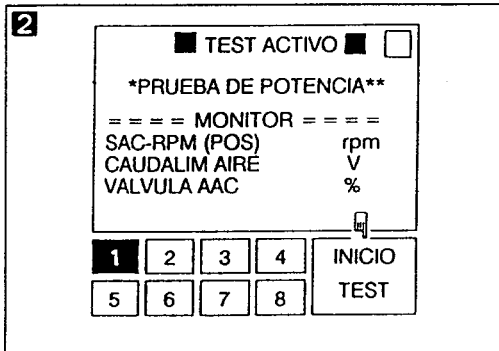 2
■ TEST ACTIVO ■ □
*PRUEBA DE POTENCIA**
= = = = MONITOR = = = =
SAC-RPM (POS) rpm
CAUDALIM AIRE V
VALVULA AAC %
1 2 3 4 INICIO
5 6 7 8 TEST